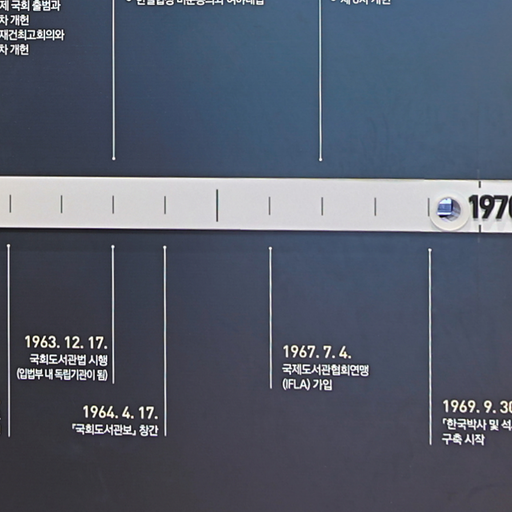 제 국회 출범과
차 개헌
재건최고회의와
차 개헌
1970
1963. 12. 17.
국회도서관법 시행
(입법부 내 독립기관이 됨)
1964. 4. 17.
「국회도서관보」 창간
1967. 7. 4.
국제도서관협회연맹
(IFLA) 가입
1969. 9. 30
「한국박사 및 석
구축 시작